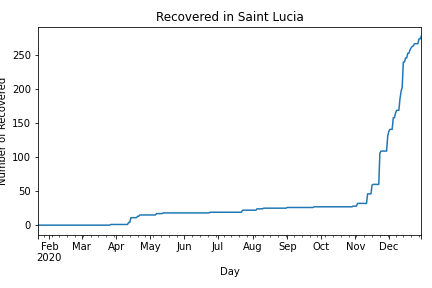 Recovered in Saint Lucia
Number of Recovered
250
200
150
100
50
0
Feb Mar Apr May Jun Jul Aug Sep Oct Nov Dec
2020
Day